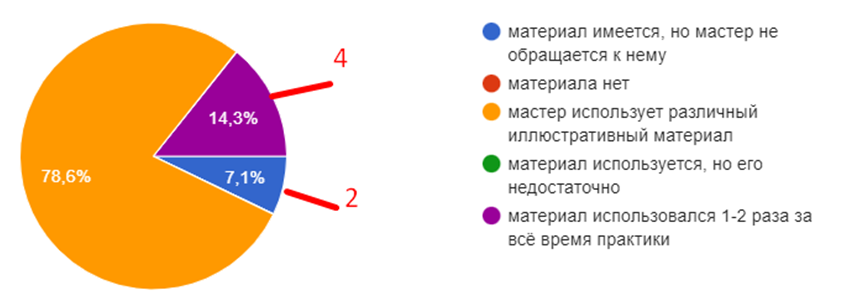 4
14,3%
78,6%
7,1%
2
материал имеется, но мастер не
обращается к нему
материала нет
мастер использует различный
иллюстративный материал
материал используется, но его
недостаточно
материал использовался 1-2 раза за
всё время практики